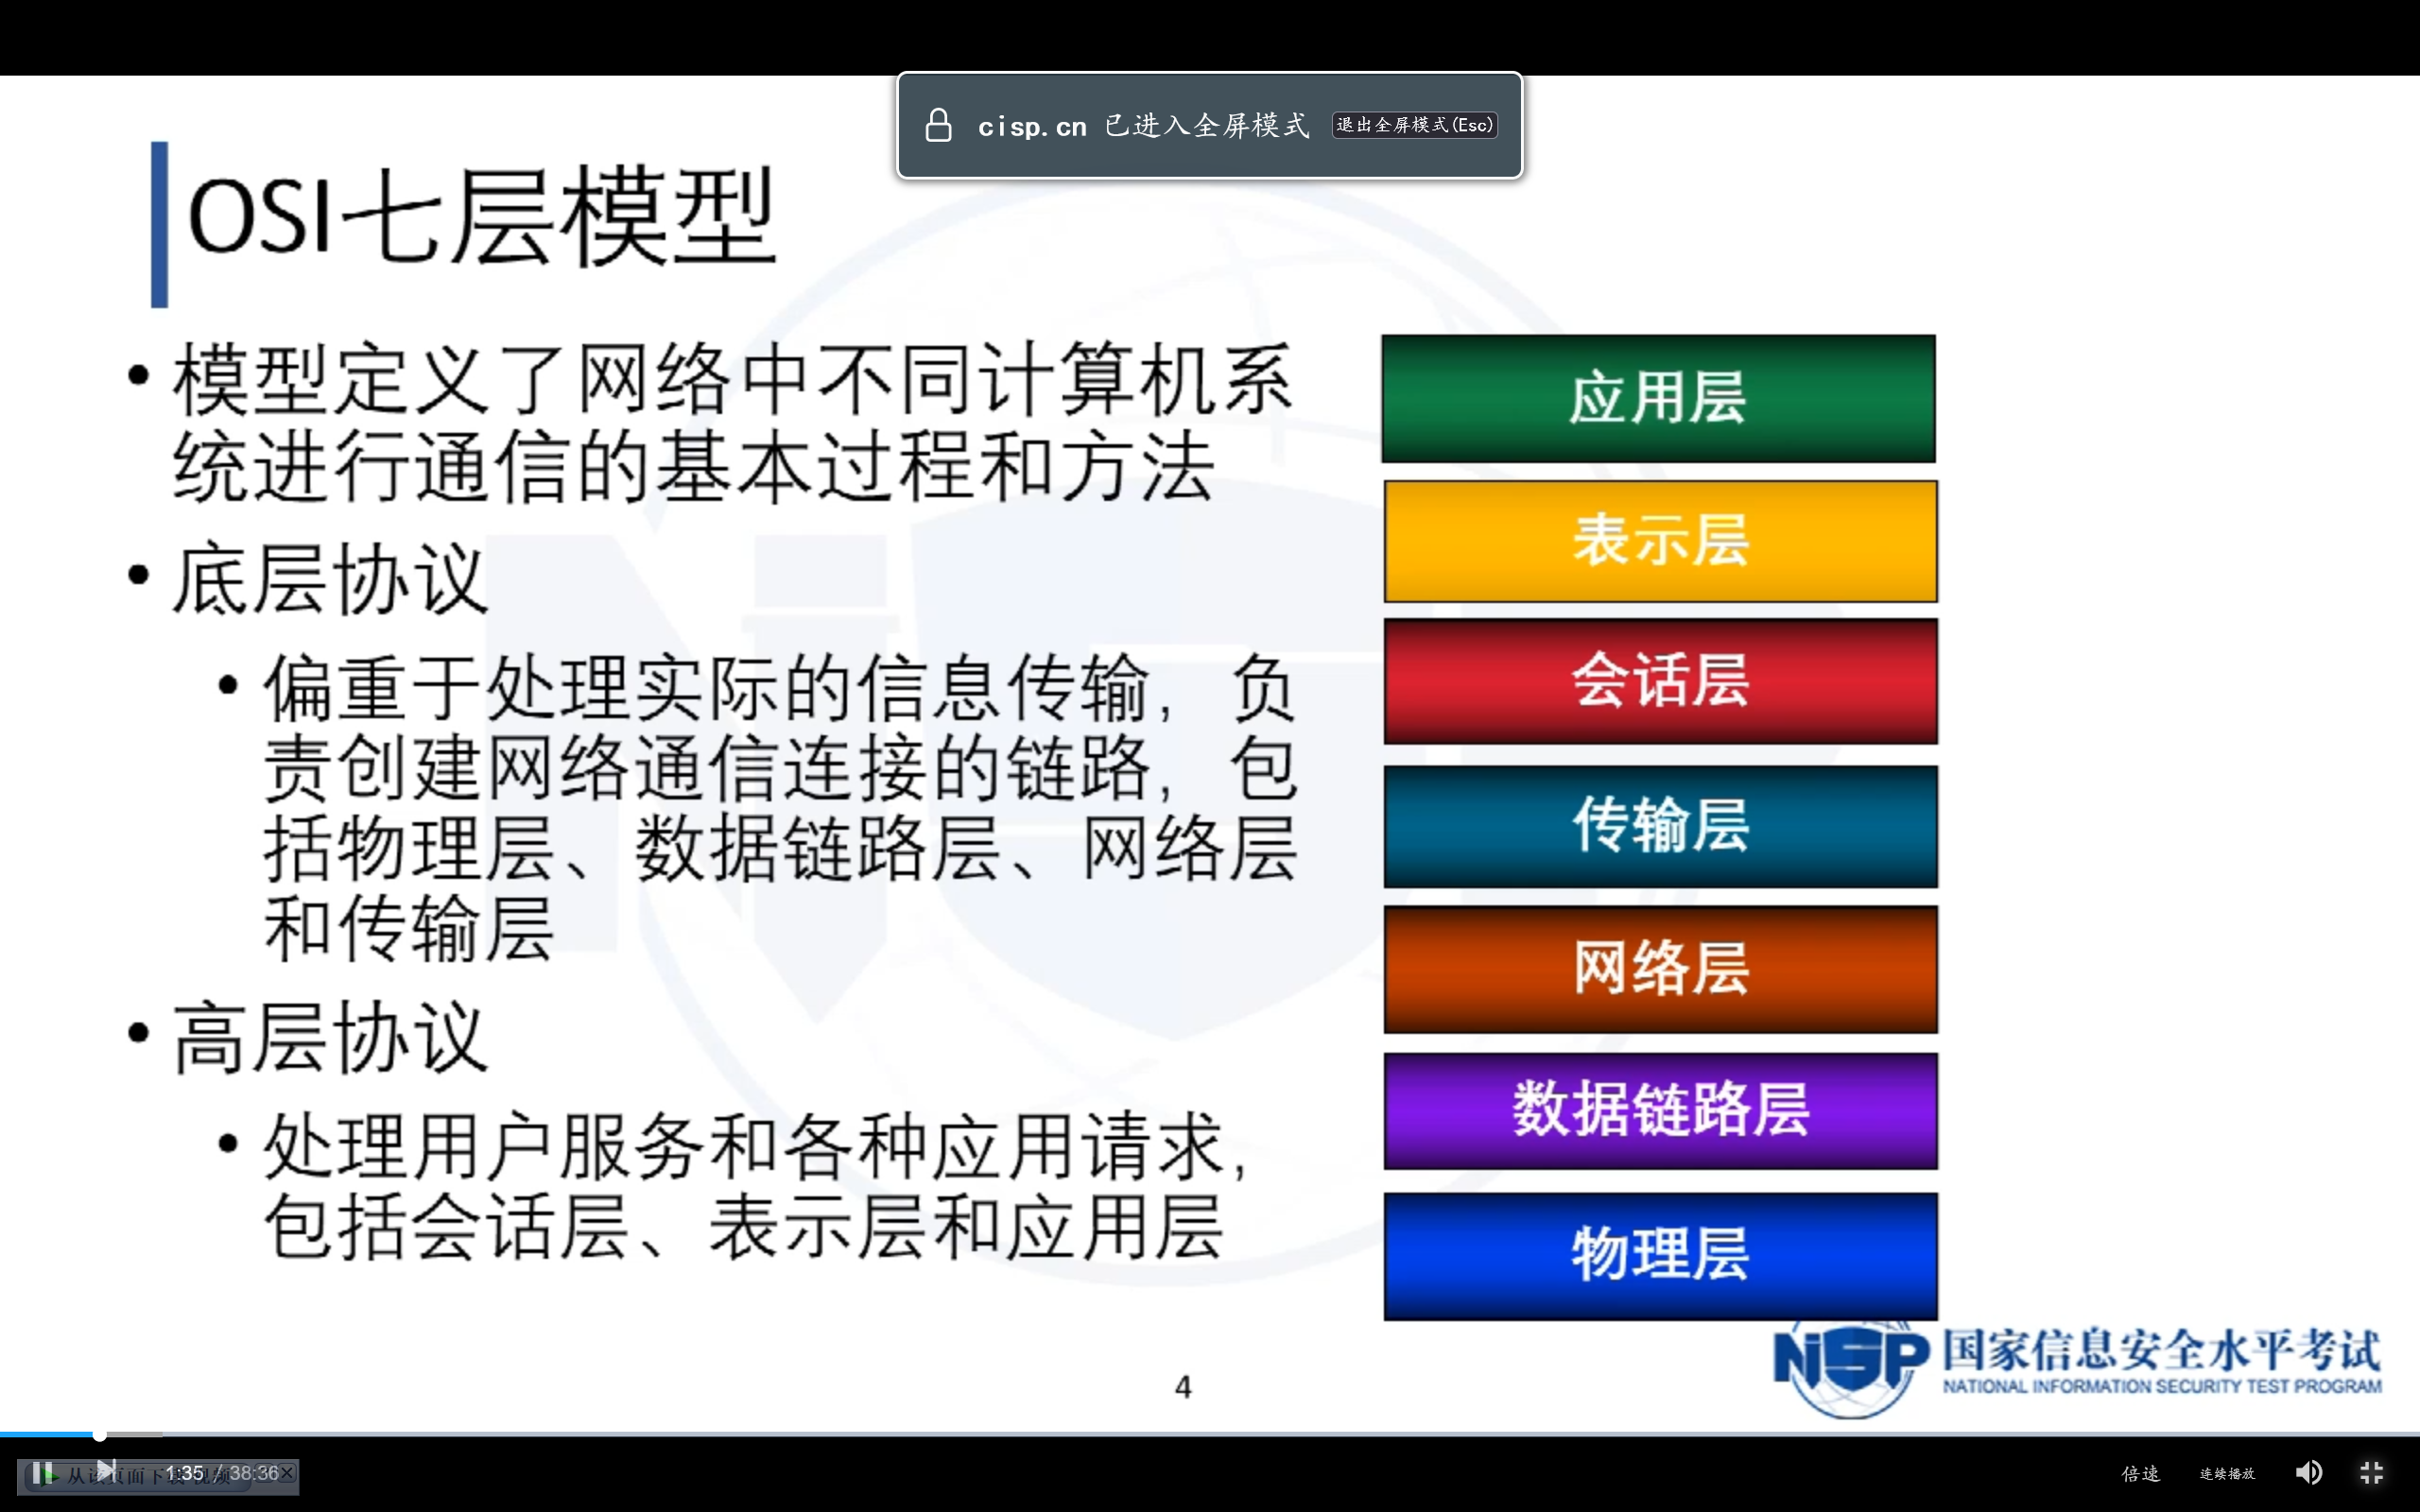 cisp.cn 已进入全屏模式 退出全屏模式(Esc)
OSI七层模型
• 模型定义了网络中不同计算机系
统进行通信的基本过程和方法
• 底层协议
• 偏重于处理实际的信息传输，负
责创建网络通信连接的链路，包
括物理层、数据链路层、网络层
和传输层
• 高层协议
• 处理用户服务和各种应用请求，
包括会话层、表示层和应用层
应用层
表示层
会话层
传输层
网络层
数据链路层
物理层
NISP 国家信息安全水平考试
NATIONAL INFORMATION SECURITY TEST PROGRAM
4
1:35 / 38:36
倍速 连续播放